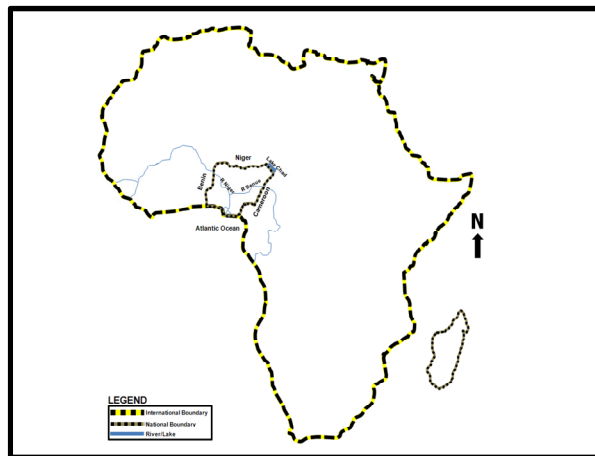 Niger
Lake Chad
Benin
R Niger
R Benue
Cameroon
Atlantic Ocean
N
LEGEND
International Boundary
National Boundary
River/Lake